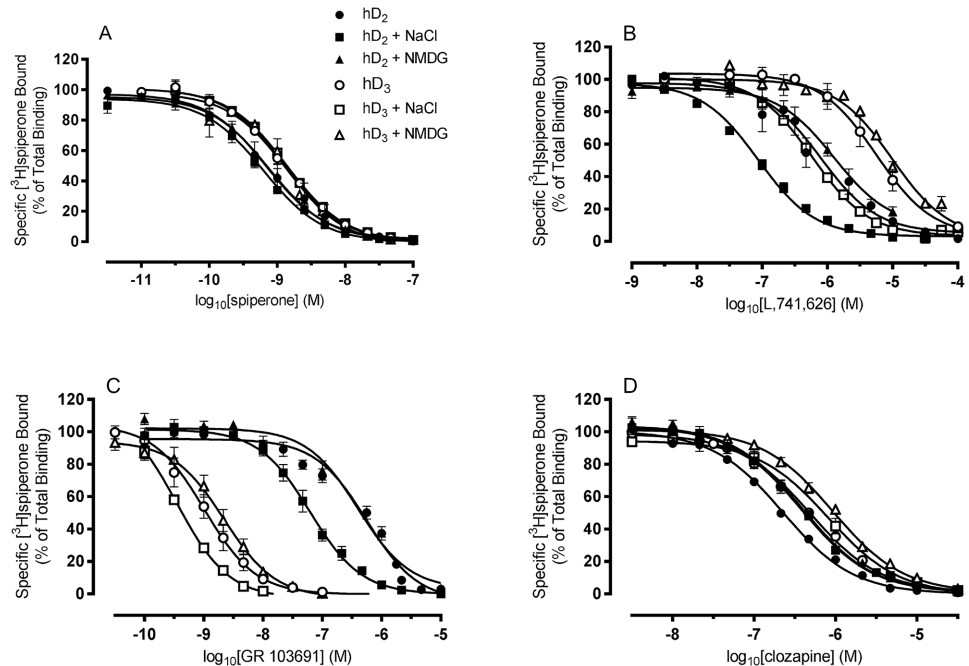 A
hD2
hD2 + NaCl
hD2 + NMDG
hD3
hD3 + NaCl
hD3 + NMDG
Specific [3H]spiperone Bound
(% of Total Binding)
120
100
80
60
40
20
0
-11 -10 -9 -8 -7
log10[spiperone] (M)
B
Specific [3H]spiperone Bound
(% of Total Binding)
120
100
80
60
40
20
0
-9 -8 -7 -6 -5 -4
log10[L,741,626] (M)
C
Specific [3H]spiperone Bound
(% of Total Binding)
120
100
80
60
40
20
0
-10 -9 -8 -7 -6 -5
log10[GR 103691] (M)
D
Specific [3H]spiperone Bound
(% of Total Binding)
120
100
80
60
40
20
0
-8 -7 -6 -5
log10[clozapine] (M)